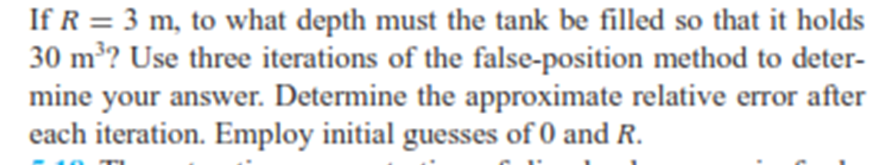 If R = 3 m, to what depth must the tank be filled so that it holds
30 m³? Use three iterations of the false-position method to deter-
mine your answer. Determine the approximate relative error after
each iteration. Employ initial guesses of 0 and R.